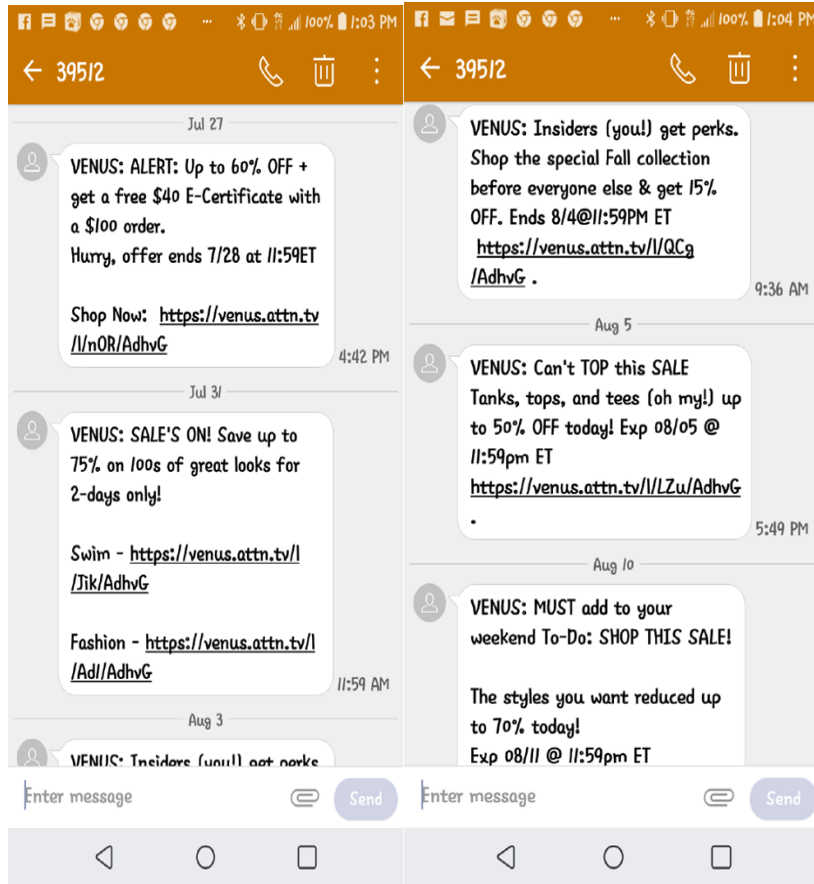 100% 1:03 PM
39512
Jul 27
VENUS: ALERT: Up to 60% OFF +
get a free $40 E-Certificate with
a $100 order.
Hurry, offer ends 7/28 at 11:59ET
Shop Now: https://venus.attn.tv
/l/nOR/AdhvG
4:42 PM
Jul 31
VENUS: SALE'S ON! Save up to
75% on 100s of great looks for
2-days only!
Swim - https://venus.attn.tv/l
/Jik/AdhvG
Fashion - https://venus.attn.tv/l
/Adl/AdhvG
11:59 AM
Aug 3
VENUS: Insiders (you!) get perks.
Enter message
Send
100% 1:04 PM
39512
VENUS: Insiders (you!) get perks.
Shop the special Fall collection
before everyone else & get 15%
OFF. Ends 8/4@11:59PM ET
https://venus.attn.tv/l/QCg
/AdhvG .
9:36 AM
Aug 5
VENUS: Can't TOP this SALE
Tanks, tops, and tees (oh my!) up
to 50% OFF today! Exp 08/05 @
11:59pm ET
https://venus.attn.tv/l/LZu/AdhvG
.
5:49 PM
Aug 10
VENUS: MUST add to your
weekend To-Do: SHOP THIS SALE!
The styles you want reduced up
to 70% today!
Exp 08/11 @ 11:59pm ET
Enter message
Send